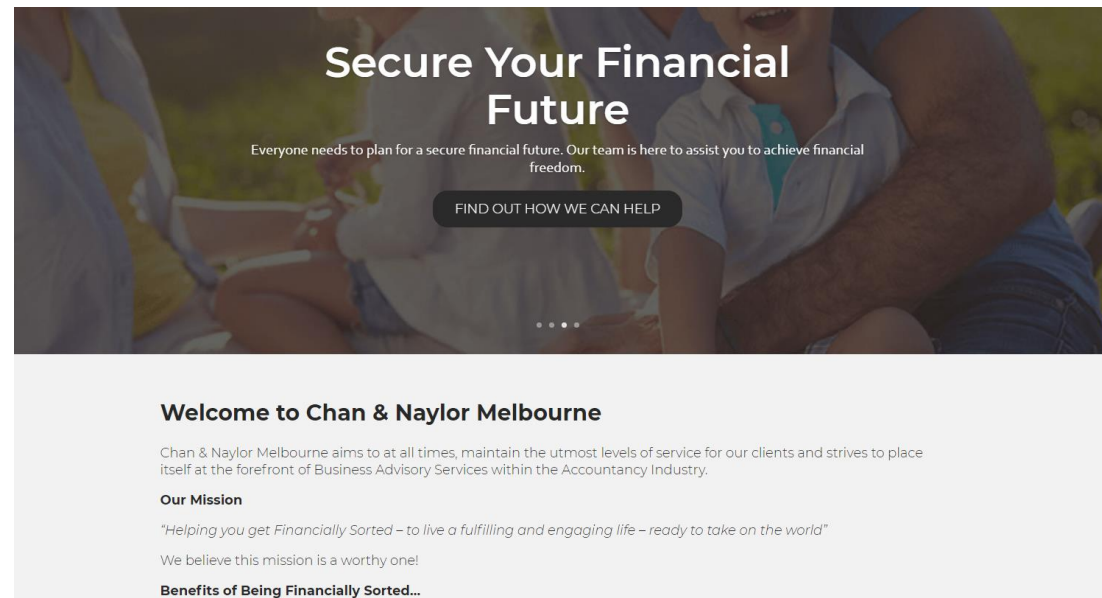 Secure Your Financial
Future
Everyone needs to plan for a secure financial future. Our team is here to assist you to achieve financial
freedom.
FIND OUT HOW WE CAN HELP
Welcome to Chan & Naylor Melbourne
Chan & Naylor Melbourne aims to at all times, maintain the utmost levels of service for our clients and strives to place
itself at the forefront of Business Advisory Services within the Accountancy Industry.
Our Mission
“Helping you get Financially Sorted – to live a fulfilling and engaging life – ready to take on the world”
We believe this mission is a worthy one!
Benefits of Being Financially Sorted...